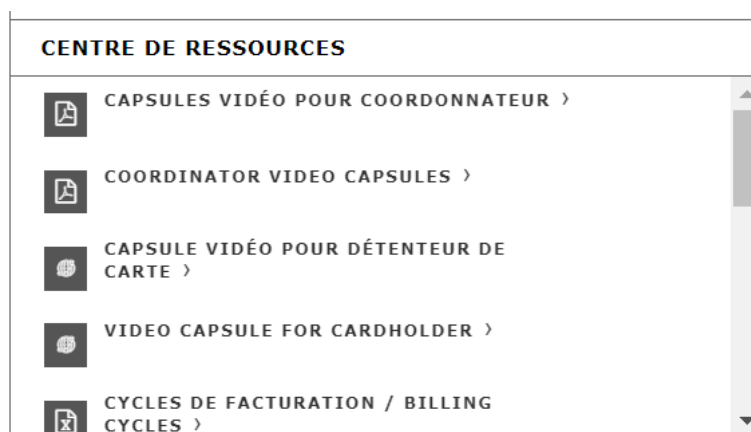 CENTRE DE RESSOURCES
CAPSULES VIDÉO POUR COORDONNATEUR >
COORDINATOR VIDEO CAPSULES >
CAPSULE VIDÉO POUR DÉTENTEUR DE
CARTE >
VIDEO CAPSULE FOR CARDHOLDER >
CYCLES DE FACTURATION / BILLING
CYCLES >